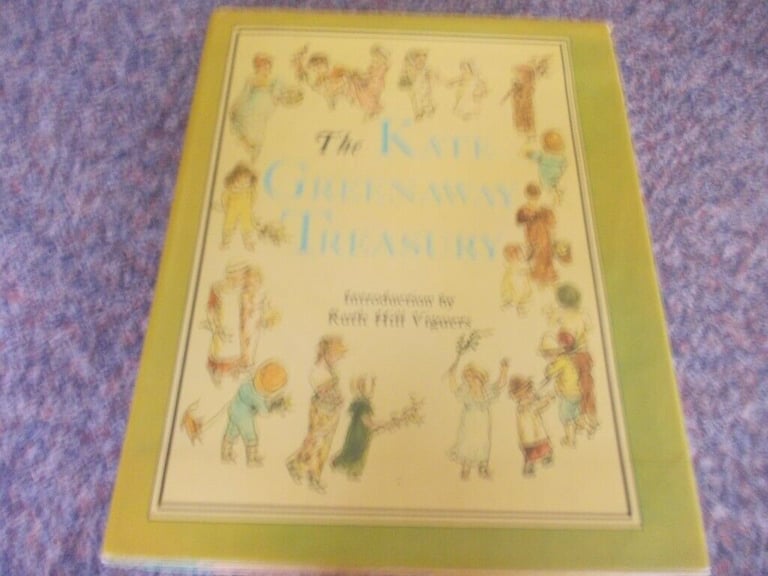 The KATE
GREENAWAY
TREASURY
Introduction by
Ruth Hill Viguers